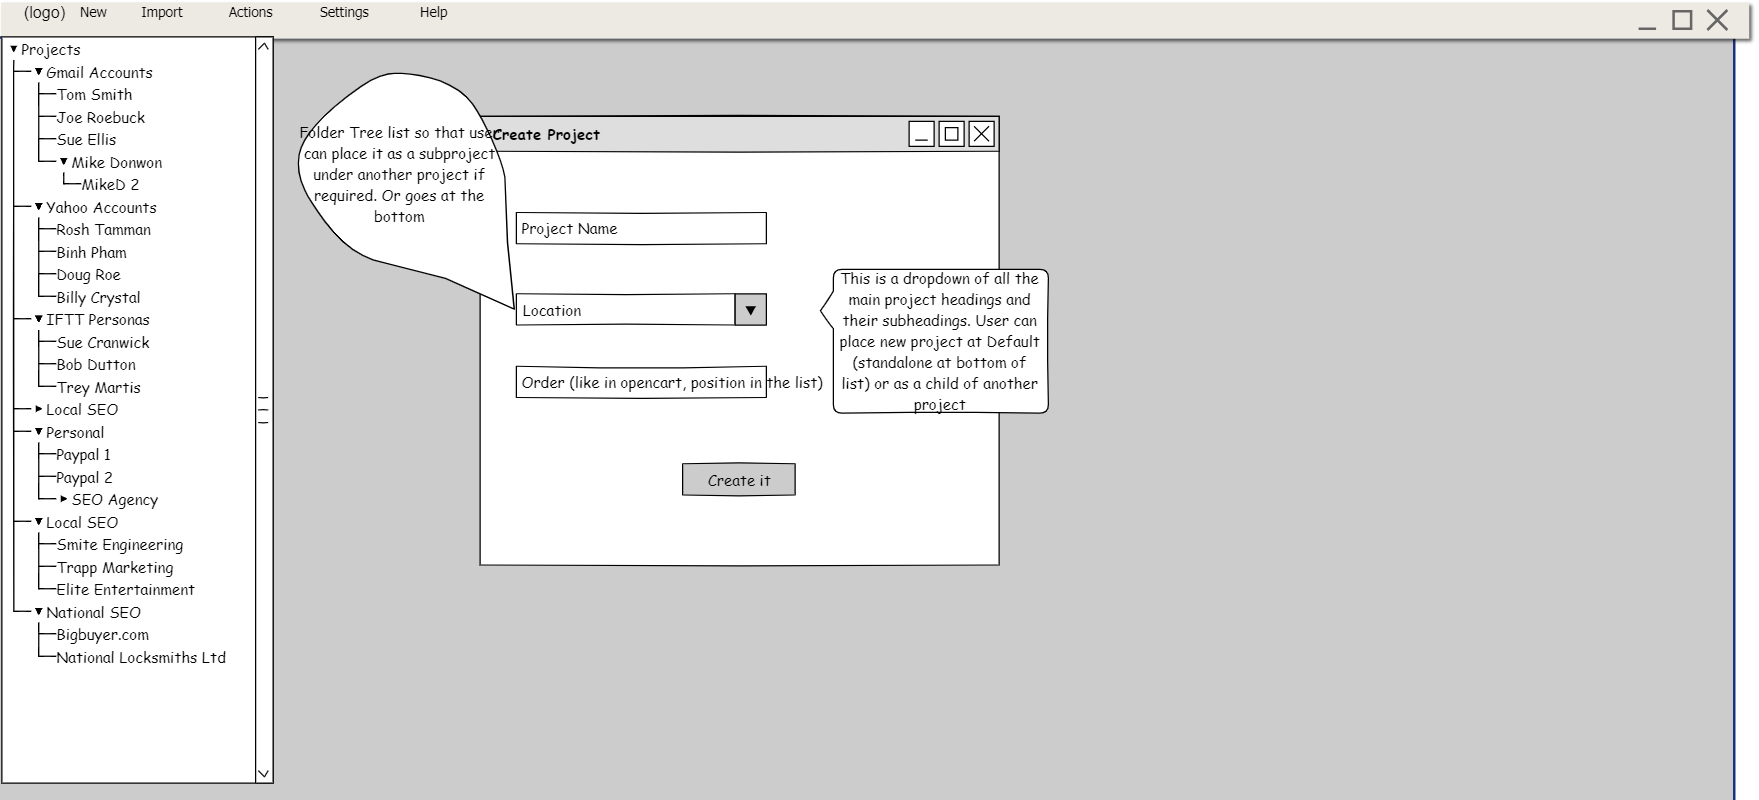 (logo) New Import Actions Settings Help
Projects
Gmail Accounts
Tom Smith
Joe Roebuck
Sue Ellis
Mike Donwon
MikeD 2
Yahoo Accounts
Rosh Tamman
Binh Pham
Doug Roe
Billy Crystal
IFTT Personas
Sue Cranwick
Bob Dutton
Trey Martis
Local SEO
Personal
Paypal 1
Paypal 2
SEO Agency
Local SEO
Smite Engineering
Trapp Marketing
Elite Entertainment
National SEO
Bigbuyer.com
National Locksmiths Ltd
Folder Tree list so that user
can place it as a subproject
under another project if
required. Or goes at the
bottom
Create Project
Project Name
Location
Order (like in opencart, position in the list)
Create it
This is a dropdown of all the
main project headings and
their subheadings. User can
place new project at Default
(standalone at bottom of
list) or as a child of another
project